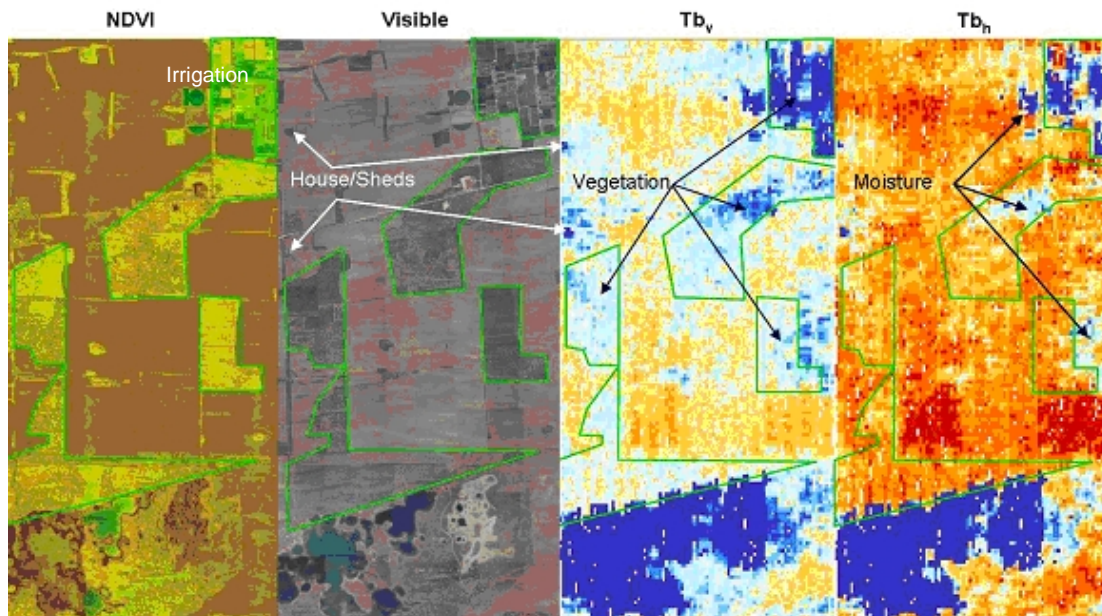 NDVI
Visible
Tbᵥ
Tbₕ
Irrigation
House/Sheds
Vegetation
Moisture